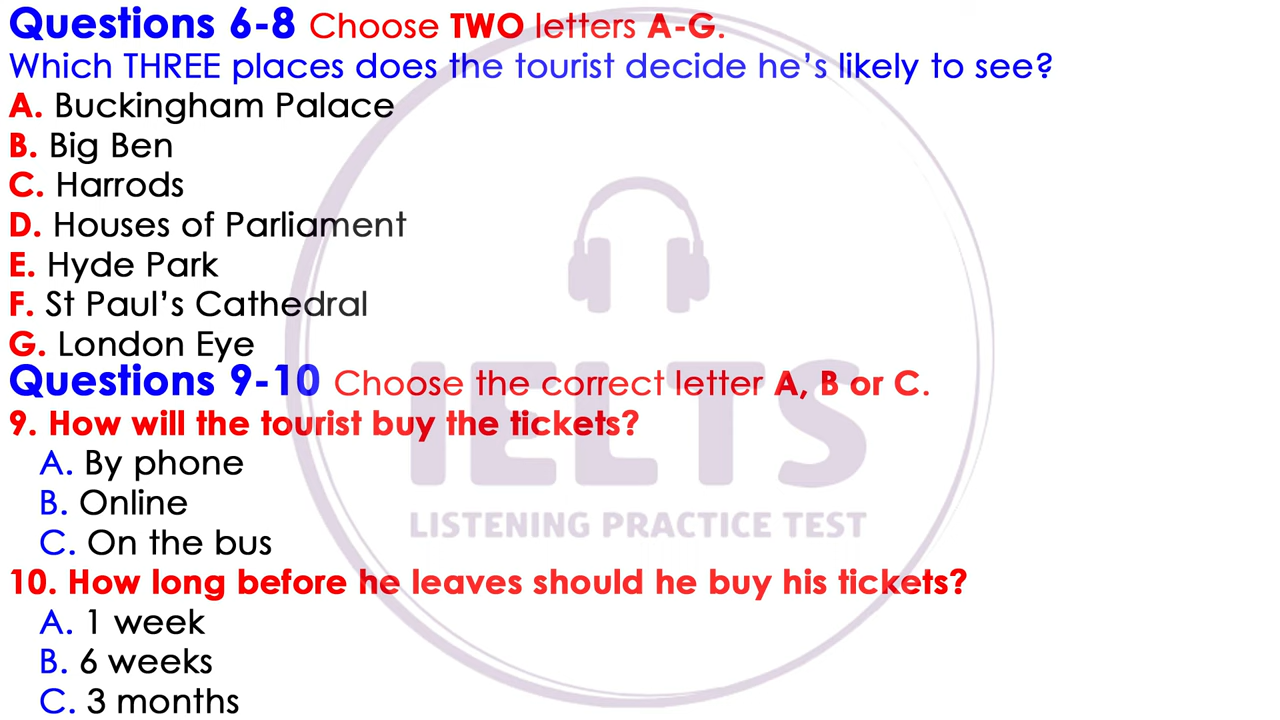 Questions 6-8 Choose TWO letters A-G.
Which THREE places does the tourist decide he’s likely to see?
A. Buckingham Palace
B. Big Ben
C. Harrods
D. Houses of Parliament
E. Hyde Park
F. St Paul’s Cathedral
G. London Eye
Questions 9-10 Choose the correct letter A, B or C.
9. How will the tourist buy the tickets?
A. By phone
B. Online
C. On the bus
10. How long before he leaves should he buy his tickets?
A. 1 week
B. 6 weeks
C. 3 months
IELTS
LISTENING PRACTICE TEST